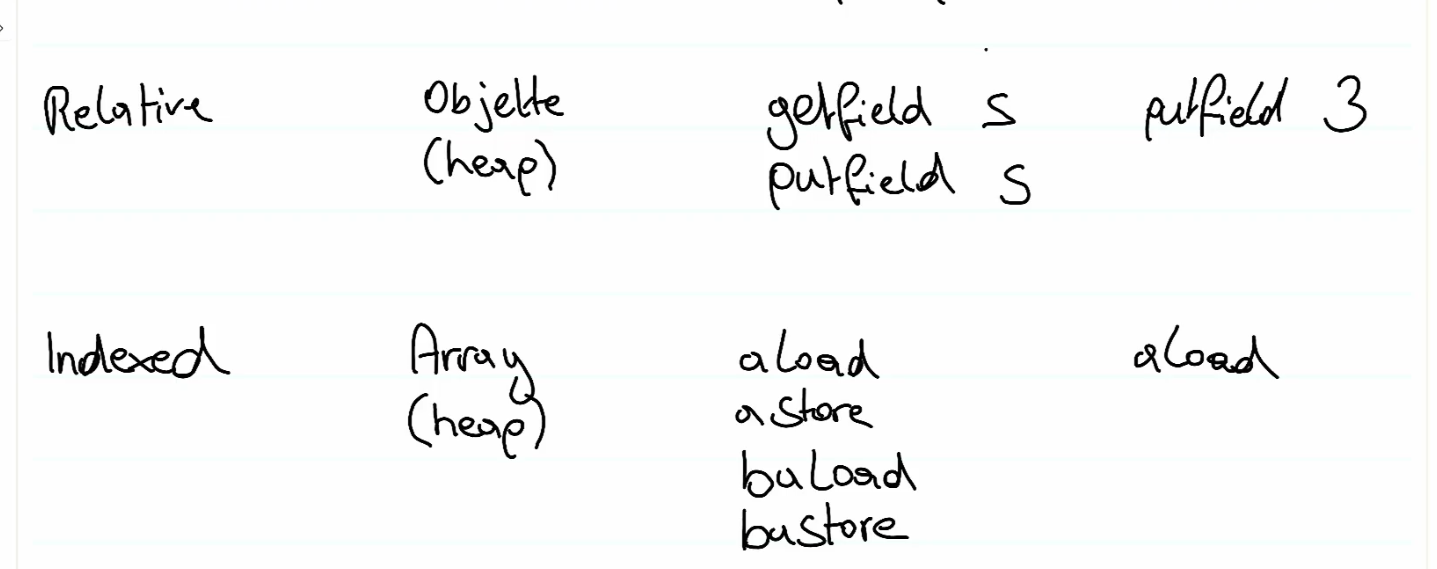 Relative Objekte getfield s putfield 3
(heap) putfield s
Indexed Array aload aload
(heap) astore
baload
bastore